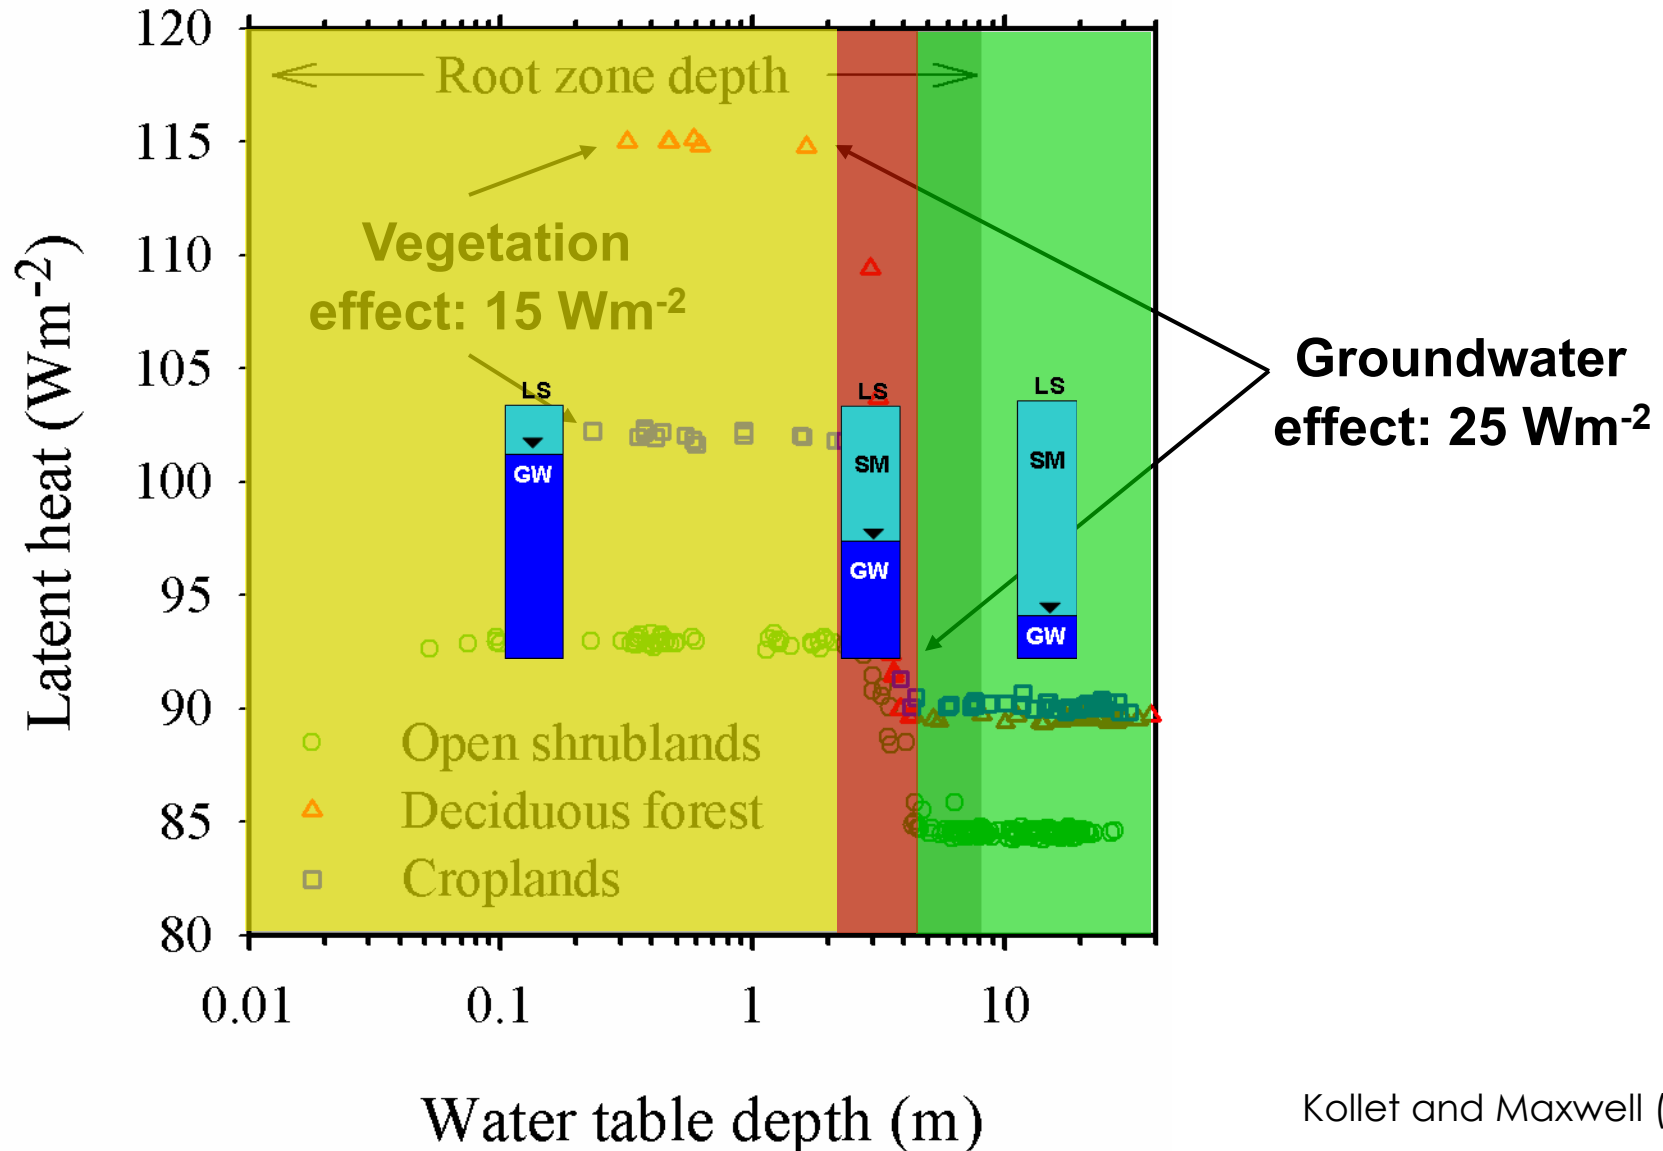 120
115
110
105
100
95
90
85
80
Latent heat (Wm-2)
Root zone depth
Vegetation
effect: 15 Wm-2
LS
GW
LS
SM
GW
LS
SM
GW
Groundwater
effect: 25 Wm-2
Open shrublands
Deciduous forest
Croplands
0.01
0.1
1
10
Water table depth (m)
Kollet and Maxwell (